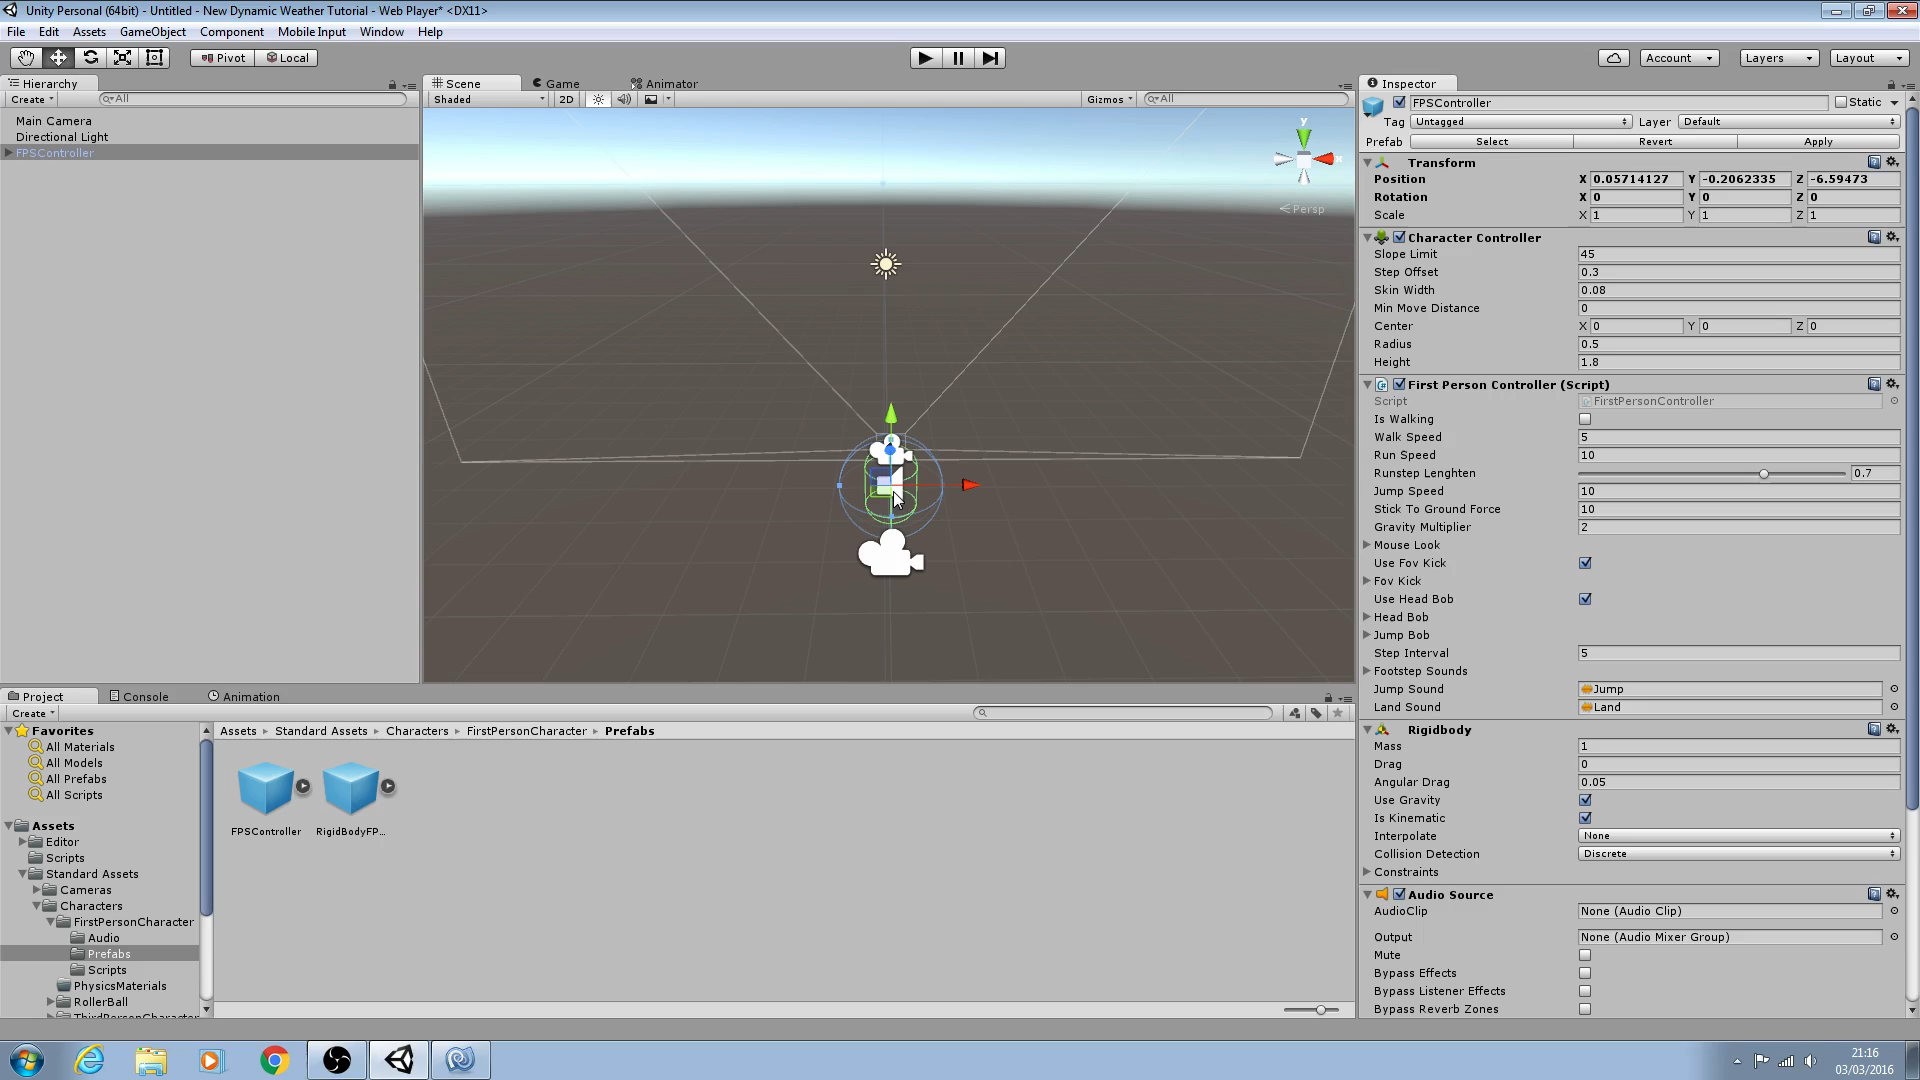 Unity Personal (64bit) - Untitled - New Dynamic Weather Tutorial - Web Player* <DX11>
File Edit Assets GameObject Component Mobile Input Window Help
Pivot Local Account Layers Layout
Hierarchy Scene Game Animator Inspector
Create All Shaded 2D Gizmos All
FPSController Static
Tag Untagged Layer Default
Prefab Select Revert Apply
Main Camera
Directional Light
FPSController
y
x
Persp
Transform
Position X 0.05714127 Y -0.2062335 Z -6.59473
Rotation X 0 Y 0 Z 0
Scale X 1 Y 1 Z 1
Character Controller
Slope Limit 45
Step Offset 0.3
Skin Width 0.08
Min Move Distance 0
Center X 0 Y 0 Z 0
Radius 0.5
Height 1.8
First Person Controller (Script)
Script FirstPersonController
Is Walking
Walk Speed 5
Run Speed 10
Runstep Lenghten 0.7
Jump Speed 10
Stick To Ground Force 10
Gravity Multiplier 2
Mouse Look
Use Fov Kick
Fov Kick
Use Head Bob
Head Bob
Jump Bob
Step Interval 5
Footstep Sounds
Jump Sound Jump
Land Sound Land
Rigidbody
Mass 1
Drag 0
Angular Drag 0.05
Use Gravity
Is Kinematic
Interpolate None
Collision Detection Discrete
Constraints
Audio Source
AudioClip None (Audio Clip)
Output None (Audio Mixer Group)
Mute
Bypass Effects
Bypass Listener Effects
Bypass Reverb Zones
Project Console Animation
Create
Favorites
All Materials
All Models
All Prefabs
All Scripts
Assets
Editor
Scripts
Standard Assets
Cameras
Characters
FirstPersonCharacter
Audio
Prefabs
Scripts
PhysicsMaterials
RollerBall
ThirdPersonCharacter
Assets Standard Assets Characters FirstPersonCharacter Prefabs
FPSController RigidBodyFP...
21:16
03/03/2016